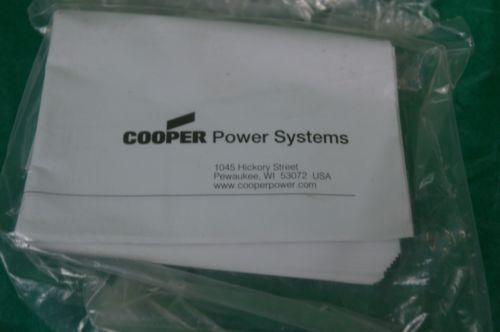 COOPER Power Systems
1045 Hickory Street
Pewaukee, WI 53072 USA
www.cooperpower.com